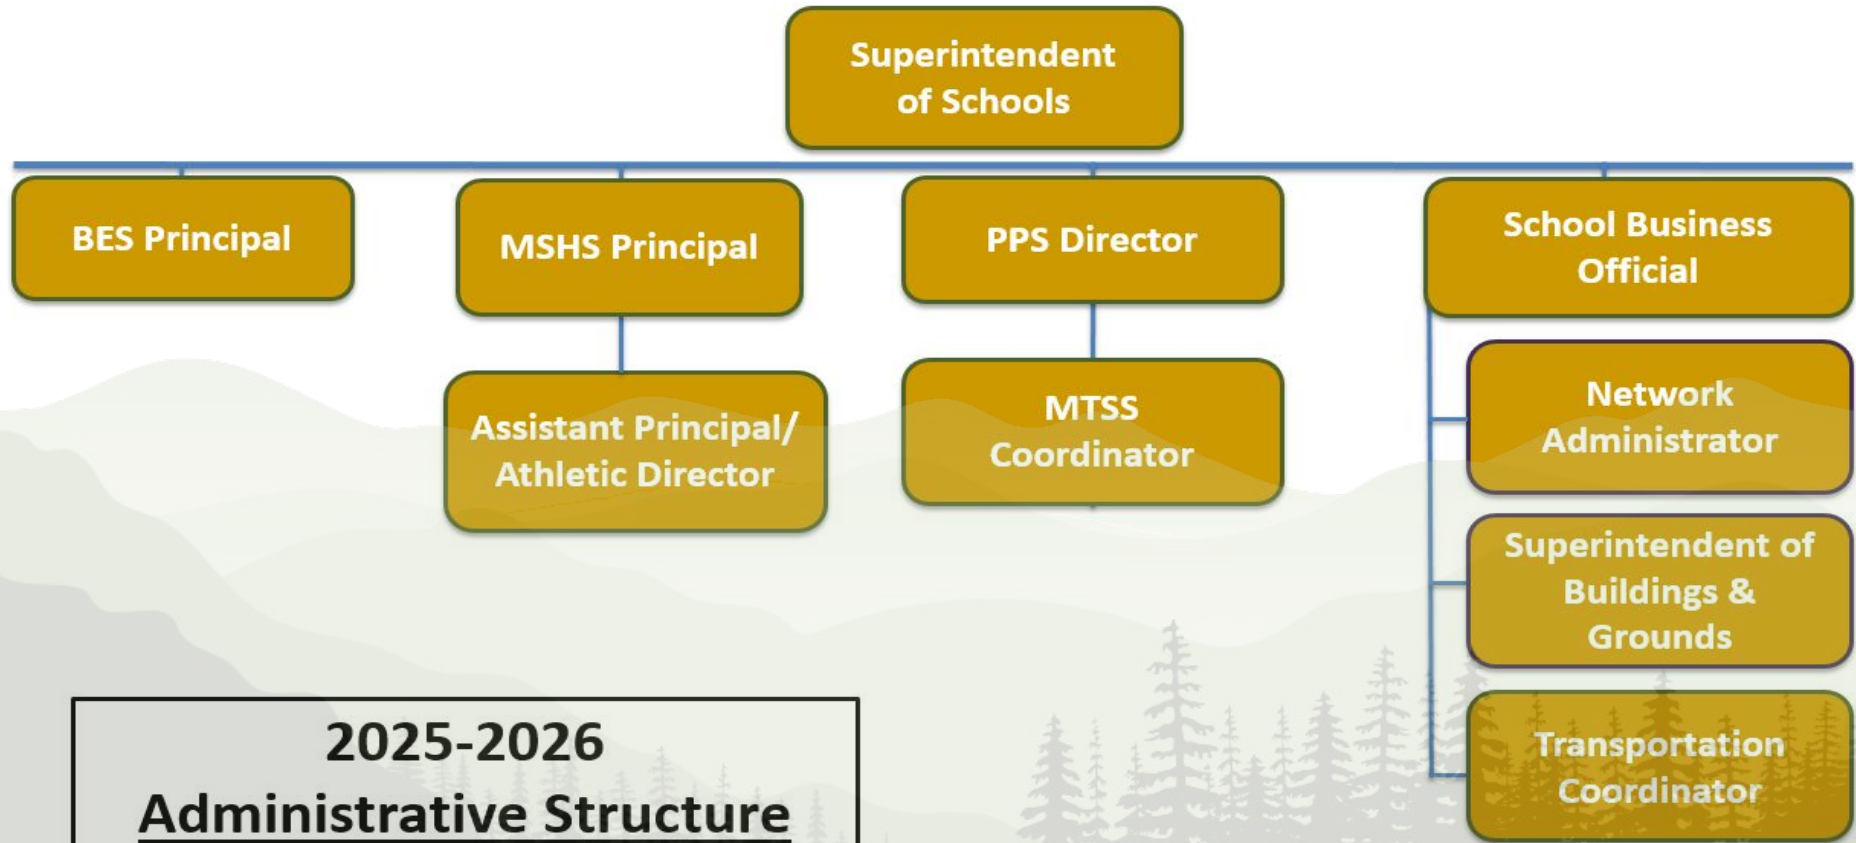 Superintendent
of Schools
BES Principal
MSHS Principal
PPS Director
School Business
Official
Assistant Principal/
Athletic Director
MTSS
Coordinator
Network
Administrator
Superintendent of
Buildings &
Grounds
Transportation
Coordinator
2025-2026
Administrative Structure